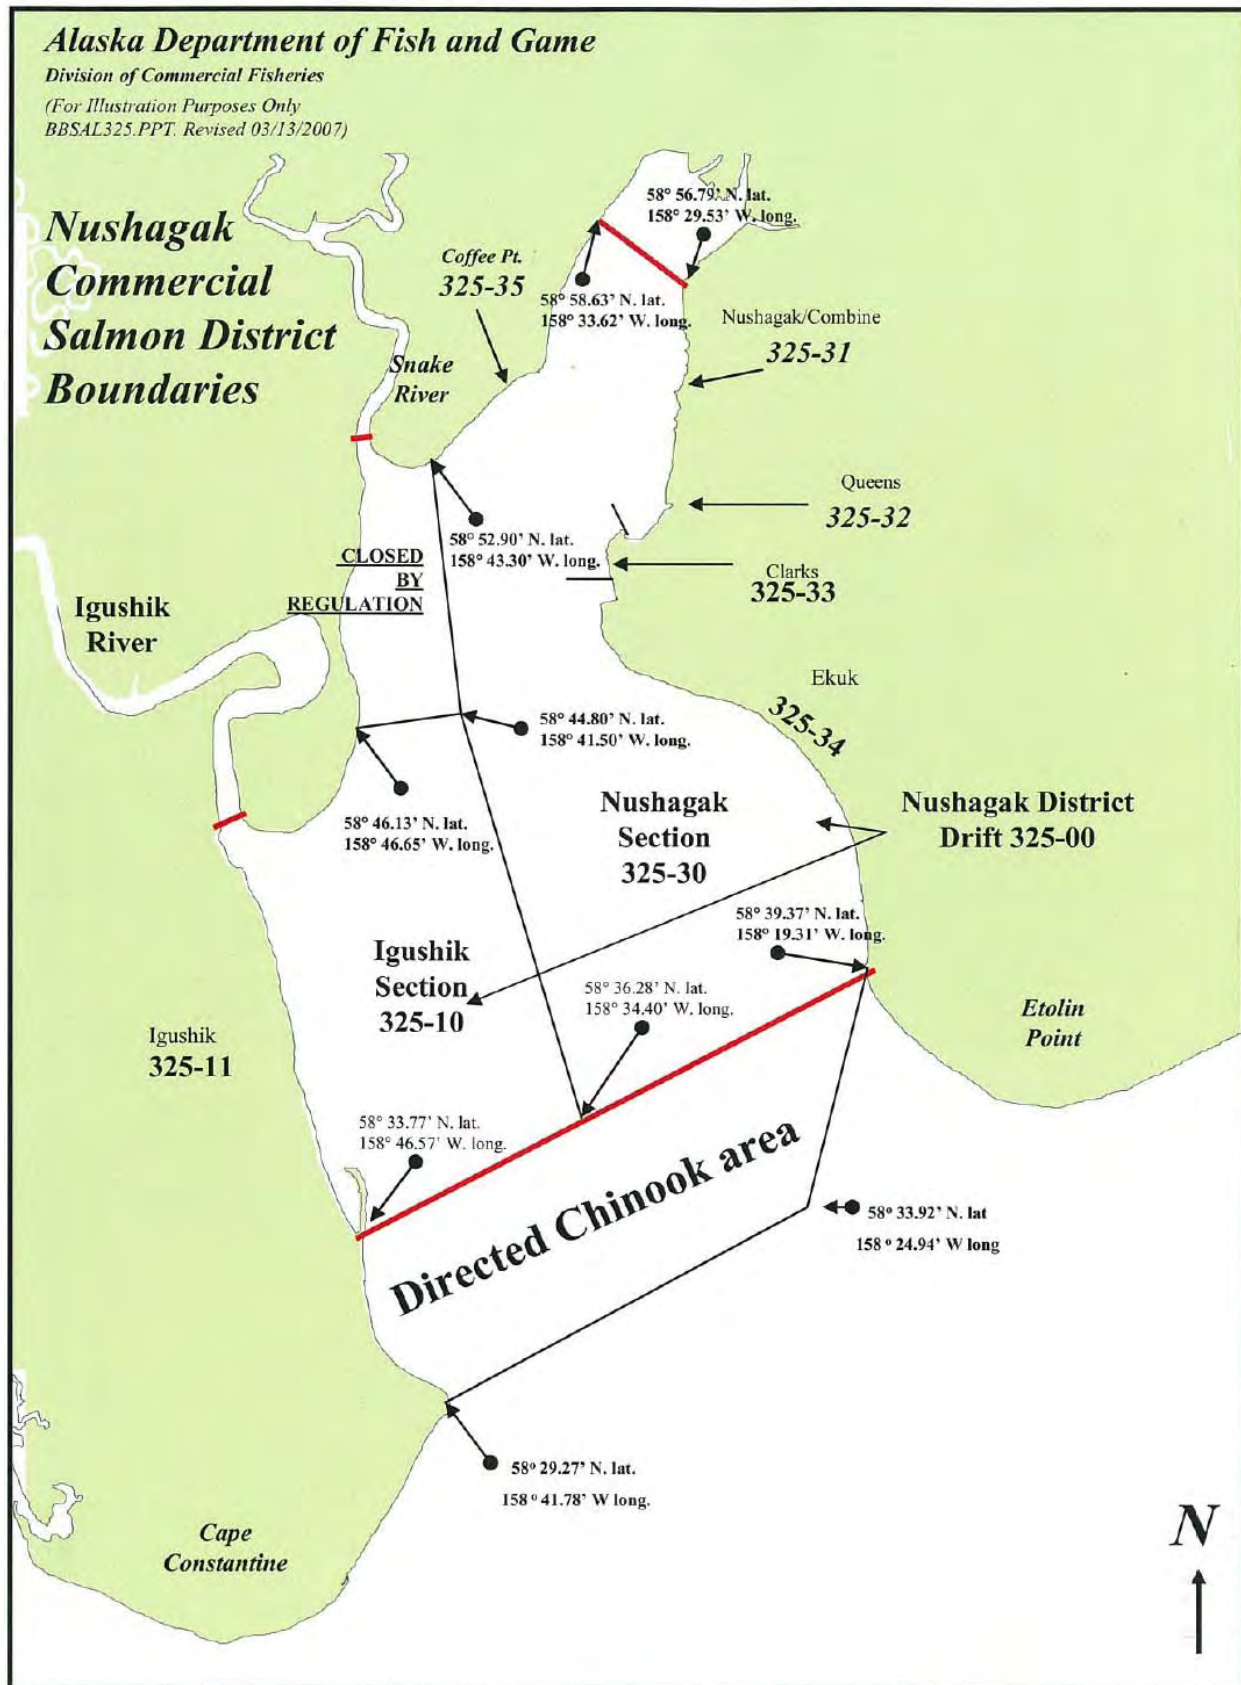 Alaska Department of Fish and Game
Division of Commercial Fisheries
(For Illustration Purposes Only
BBSAL325.PPT. Revised 03/13/2007)
Nushagak
Commercial
Salmon District
Boundaries
58° 56.79' N. lat.
158° 29.53' W. long.
Coffee Pt.
325-35
58° 58.63' N. lat.
158° 33.62' W. long.
Nushagak/Combine
325-31
Snake
River
Queens
325-32
58° 52.90' N. lat.
158° 43.30' W. long.
CLOSED
BY
REGULATION
Clarks
325-33
Igushik
River
Ekuk
325-34
58° 44.80' N. lat.
158° 41.50' W. long.
58° 46.13' N. lat.
158° 46.65' W. long.
Nushagak
Section
325-30
Nushagak District
Drift 325-00
58° 39.37' N. lat.
158° 19.31' W. long.
Igushik
Section
325-10
58° 36.28' N. lat.
158° 34.40' W. long.
Etolin
Point
Igushik
325-11
58° 33.77' N. lat.
158° 46.57' W. long.
Directed Chinook area
58° 33.92' N. lat
158 ° 24.94' W long
58° 29.27' N. lat.
158 ° 41.78' W long.
Cape
Constantine
N